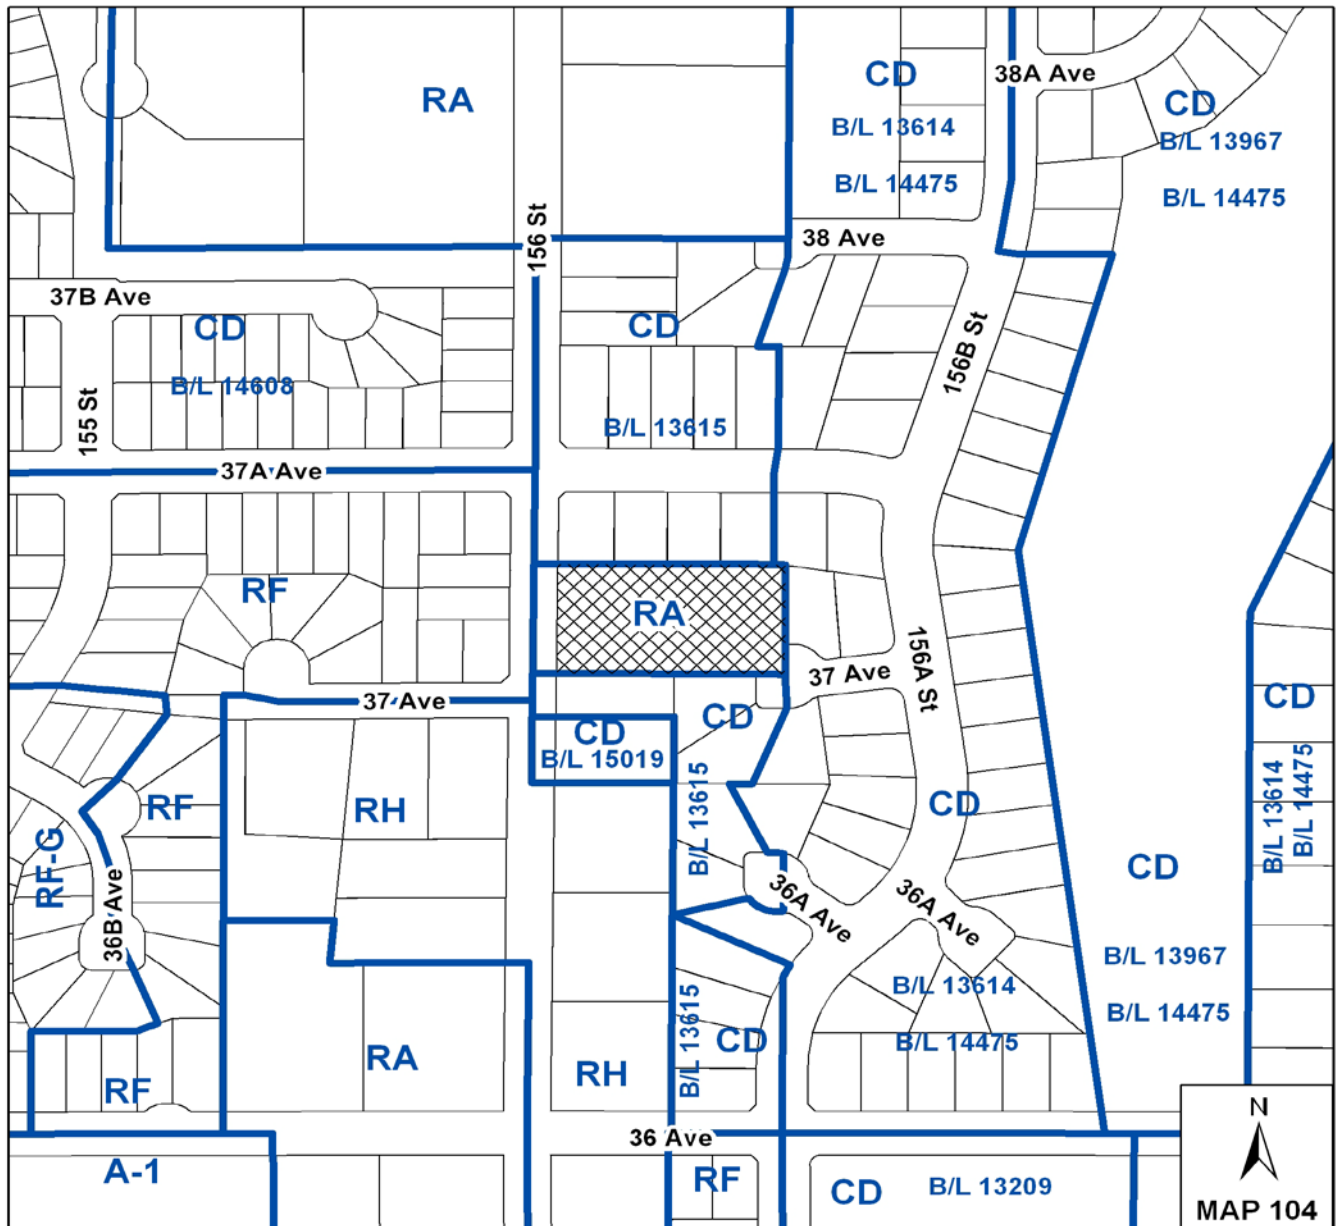 RA
CD
B/L 13614
B/L 14475
38A Ave
CD
B/L 13967
B/L 14475
156 St
38 Ave
37B Ave
CD
B/L 14608
155 St
CD
B/L 13615
156B St
37A Ave
RF
RA
37 Ave
156A St
37 Ave
CD
B/L 15019
CD
B/L 13615
CD
B/L 13614
B/L 14475
RF
RH
CD
RF-G
36B Ave
36A Ave
36A Ave
CD
B/L 13967
B/L 14475
B/L 13614
B/L 14475
B/L 13615
CD
RA
RH
RF
36 Ave
A-1
RF
CD
B/L 13209
N
MAP 104